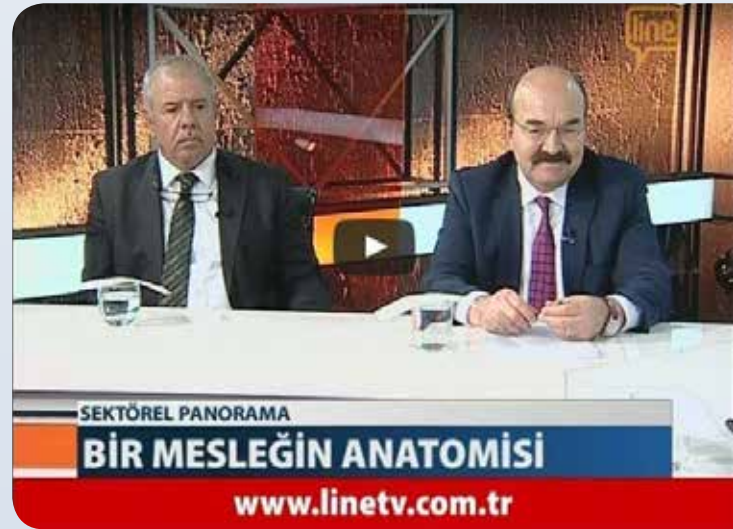 line
SEKTÖREL PANORAMA
BİR MESLEĞİN ANATOMİSİ
www.linetv.com.tr